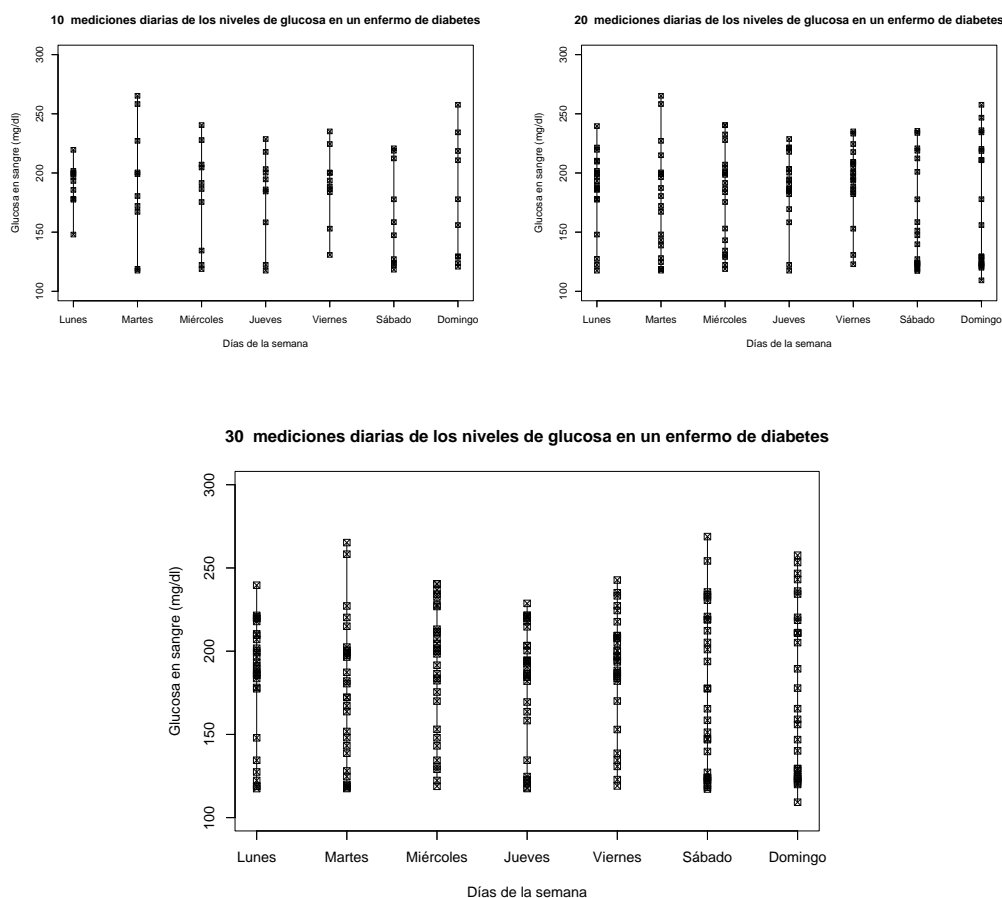 10 mediciones diarias de los niveles de glucosa en un enfermo de diabetes
Glucosa en sangre (mg/dl)
300
250
200
150
100
Lunes Martes Miércoles Jueves Viernes Sábado Domingo
Días de la semana
20 mediciones diarias de los niveles de glucosa en un enfermo de diabetes
Glucosa en sangre (mg/dl)
300
250
200
150
100
Lunes Martes Miércoles Jueves Viernes Sábado Domingo
Días de la semana
30 mediciones diarias de los niveles de glucosa en un enfermo de diabetes
Glucosa en sangre (mg/dl)
300
250
200
150
100
Lunes Martes Miércoles Jueves Viernes Sábado Domingo
Días de la semana